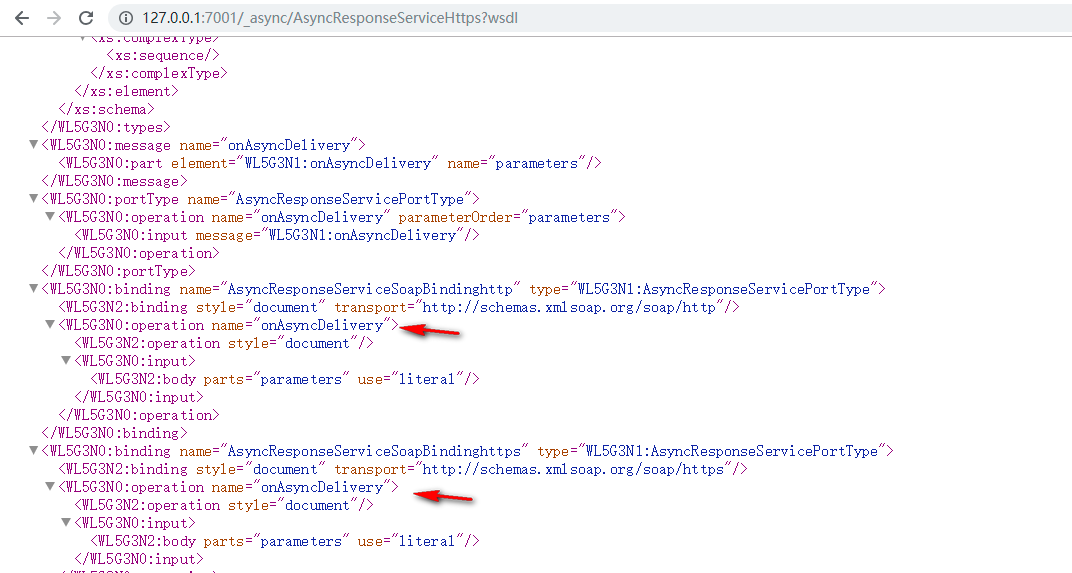 127.0.0.1:7001/_async/AsyncResponseServiceHttps?wsdl
<xs:complexType>
<xs:sequence/>
</xs:complexType>
</xs:element>
</xs:schema>
</WL5G3N0:types>
<WL5G3N0:message name="onAsyncDelivery">
<WL5G3N0:part element="WL5G3N1:onAsyncDelivery" name="parameters"/>
</WL5G3N0:message>
<WL5G3N0:portType name="AsyncResponseServicePortType">
<WL5G3N0:operation name="onAsyncDelivery" parameterOrder="parameters">
<WL5G3N0:input message="WL5G3N1:onAsyncDelivery"/>
</WL5G3N0:operation>
</WL5G3N0:portType>
<WL5G3N0:binding name="AsyncResponseServiceSoapBindinghttp" type="WL5G3N1:AsyncResponseServicePortType">
<WL5G3N2:binding style="document" transport="http://schemas.xmlsoap.org/soap/http"/>
<WL5G3N0:operation name="onAsyncDelivery">
<WL5G3N2:operation style="document"/>
<WL5G3N0:input>
<WL5G3N2:body parts="parameters" use="literal"/>
</WL5G3N0:input>
</WL5G3N0:operation>
</WL5G3N0:binding>
<WL5G3N0:binding name="AsyncResponseServiceSoapBindinghttps" type="WL5G3N1:AsyncResponseServicePortType">
<WL5G3N2:binding style="document" transport="http://schemas.xmlsoap.org/soap/https"/>
<WL5G3N0:operation name="onAsyncDelivery">
<WL5G3N2:operation style="document"/>
<WL5G3N0:input>
<WL5G3N2:body parts="parameters" use="literal"/>
</WL5G3N0:input>